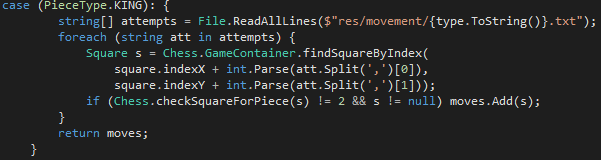 case (PieceType.KING): {
string[] attempts = File.ReadAllLines($"res/movement/{type.ToString()}.txt");
foreach (string att in attempts) {
Square s = Chess.GameContainer.findSquareByIndex(
square.indexX + int.Parse(att.Split(',')[0]),
square.indexY + int.Parse(att.Split(',')[1]));
if (Chess.checkSquareForPiece(s) != 2 && s != null) moves.Add(s);
}
return moves;
}